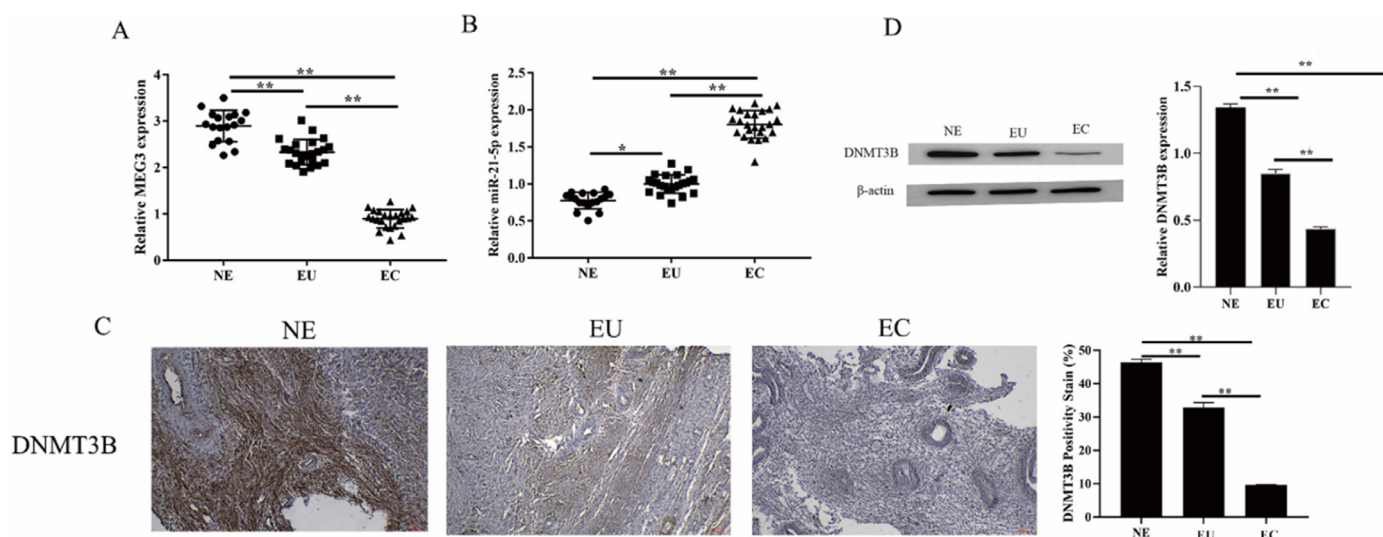 A
Relative MEG3 expression
4
3
2
1
0
**
**
**
NE EU EC
B
Relative miR-21-5p expression
2.5
2.0
1.5
1.0
0.5
0.0
**
**
*
NE EU EC
D
NE EU EC
DNMT3B
β-actin
Relative DNMT3B expression
1.5
1.0
0.5
0.0
**
**
**
NE EU EC
C
NE EU EC
DNMT3B
DNMT3B Positivity Stain (%)
50
40
30
20
10
0
**
**
**
NE EU EC